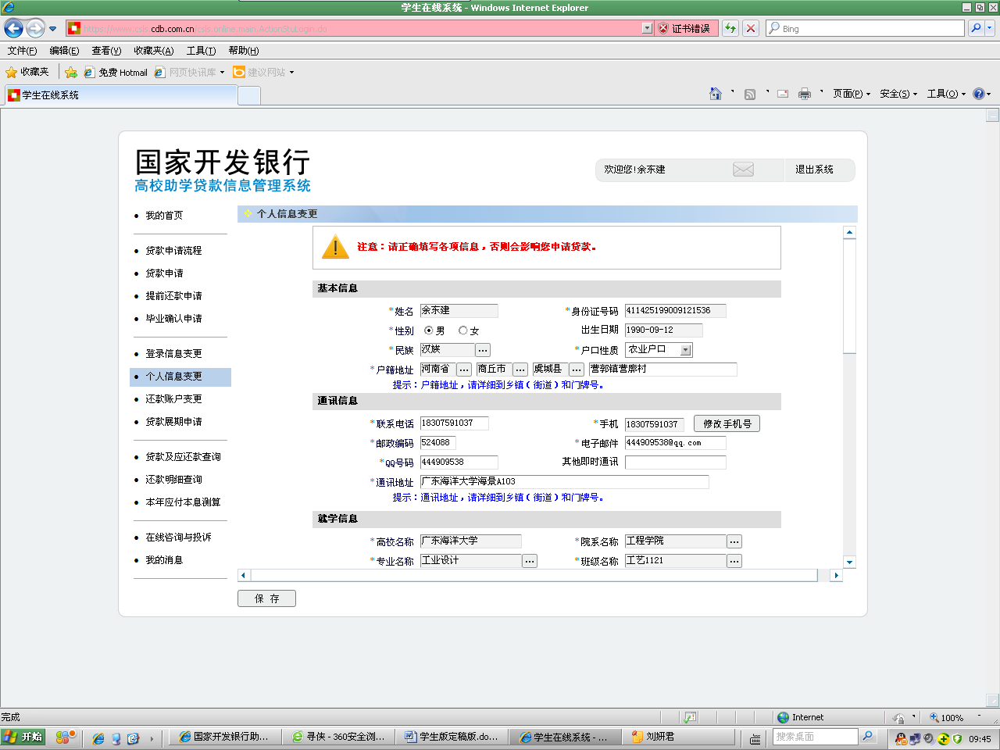 学生在线系统 - Windows Internet Explorer
https://www.csls.cdb.com.cn/csls.online.main.ActionStuLogin.do
证书错误
Bing
文件(F) 编辑(E) 查看(V) 收藏夹(A) 工具(T) 帮助(H)
收藏夹 免费 Hotmail 网页快讯库 建议网站
学生在线系统
页面(P) 安全(S) 工具(O)
国家开发银行
高校助学贷款信息管理系统
欢迎您!余东建 退出系统
我的首页
贷款申请流程
贷款申请
提前还款申请
毕业确认申请
登录信息变更
个人信息变更
还款账户变更
贷款展期申请
贷款及应还款查询
还款明细查询
本年应付本息测算
在线咨询与投诉
我的消息
个人信息变更
注意：请正确填写各项信息，否则会影响您申请贷款。
基本信息
*姓名 余东建 *身份证号码 411425199009121536
*性别 男 女 出生日期 1990-09-12
*民族 汉族 ... *户口性质 农业户口
*户籍地址 河南省 ... 商丘市 ... 虞城县 ... 营郭镇营廓村
提示：户籍地址，请详细到乡镇（街道）和门牌号。
通讯信息
*联系电话 18307591037 *手机 18307591037 修改手机号
*邮政编码 524088 *电子邮件 444909538@qq.com
*QQ号码 444909538 其他即时通讯
*通讯地址 广东海洋大学海景A103
提示：通讯地址，请详细到乡镇（街道）和门牌号。
就学信息
*高校名称 广东海洋大学 *院系名称 工程学院 ...
*专业名称 工业设计 ... *班级名称 工艺1121 ...
保 存
完成 Internet 100%
开始 国家开发银行助... 寻侠 - 360安全浏... 学生版定稿版.do... 学生在线系统 - ... 刘妍君 搜索桌面 09:45